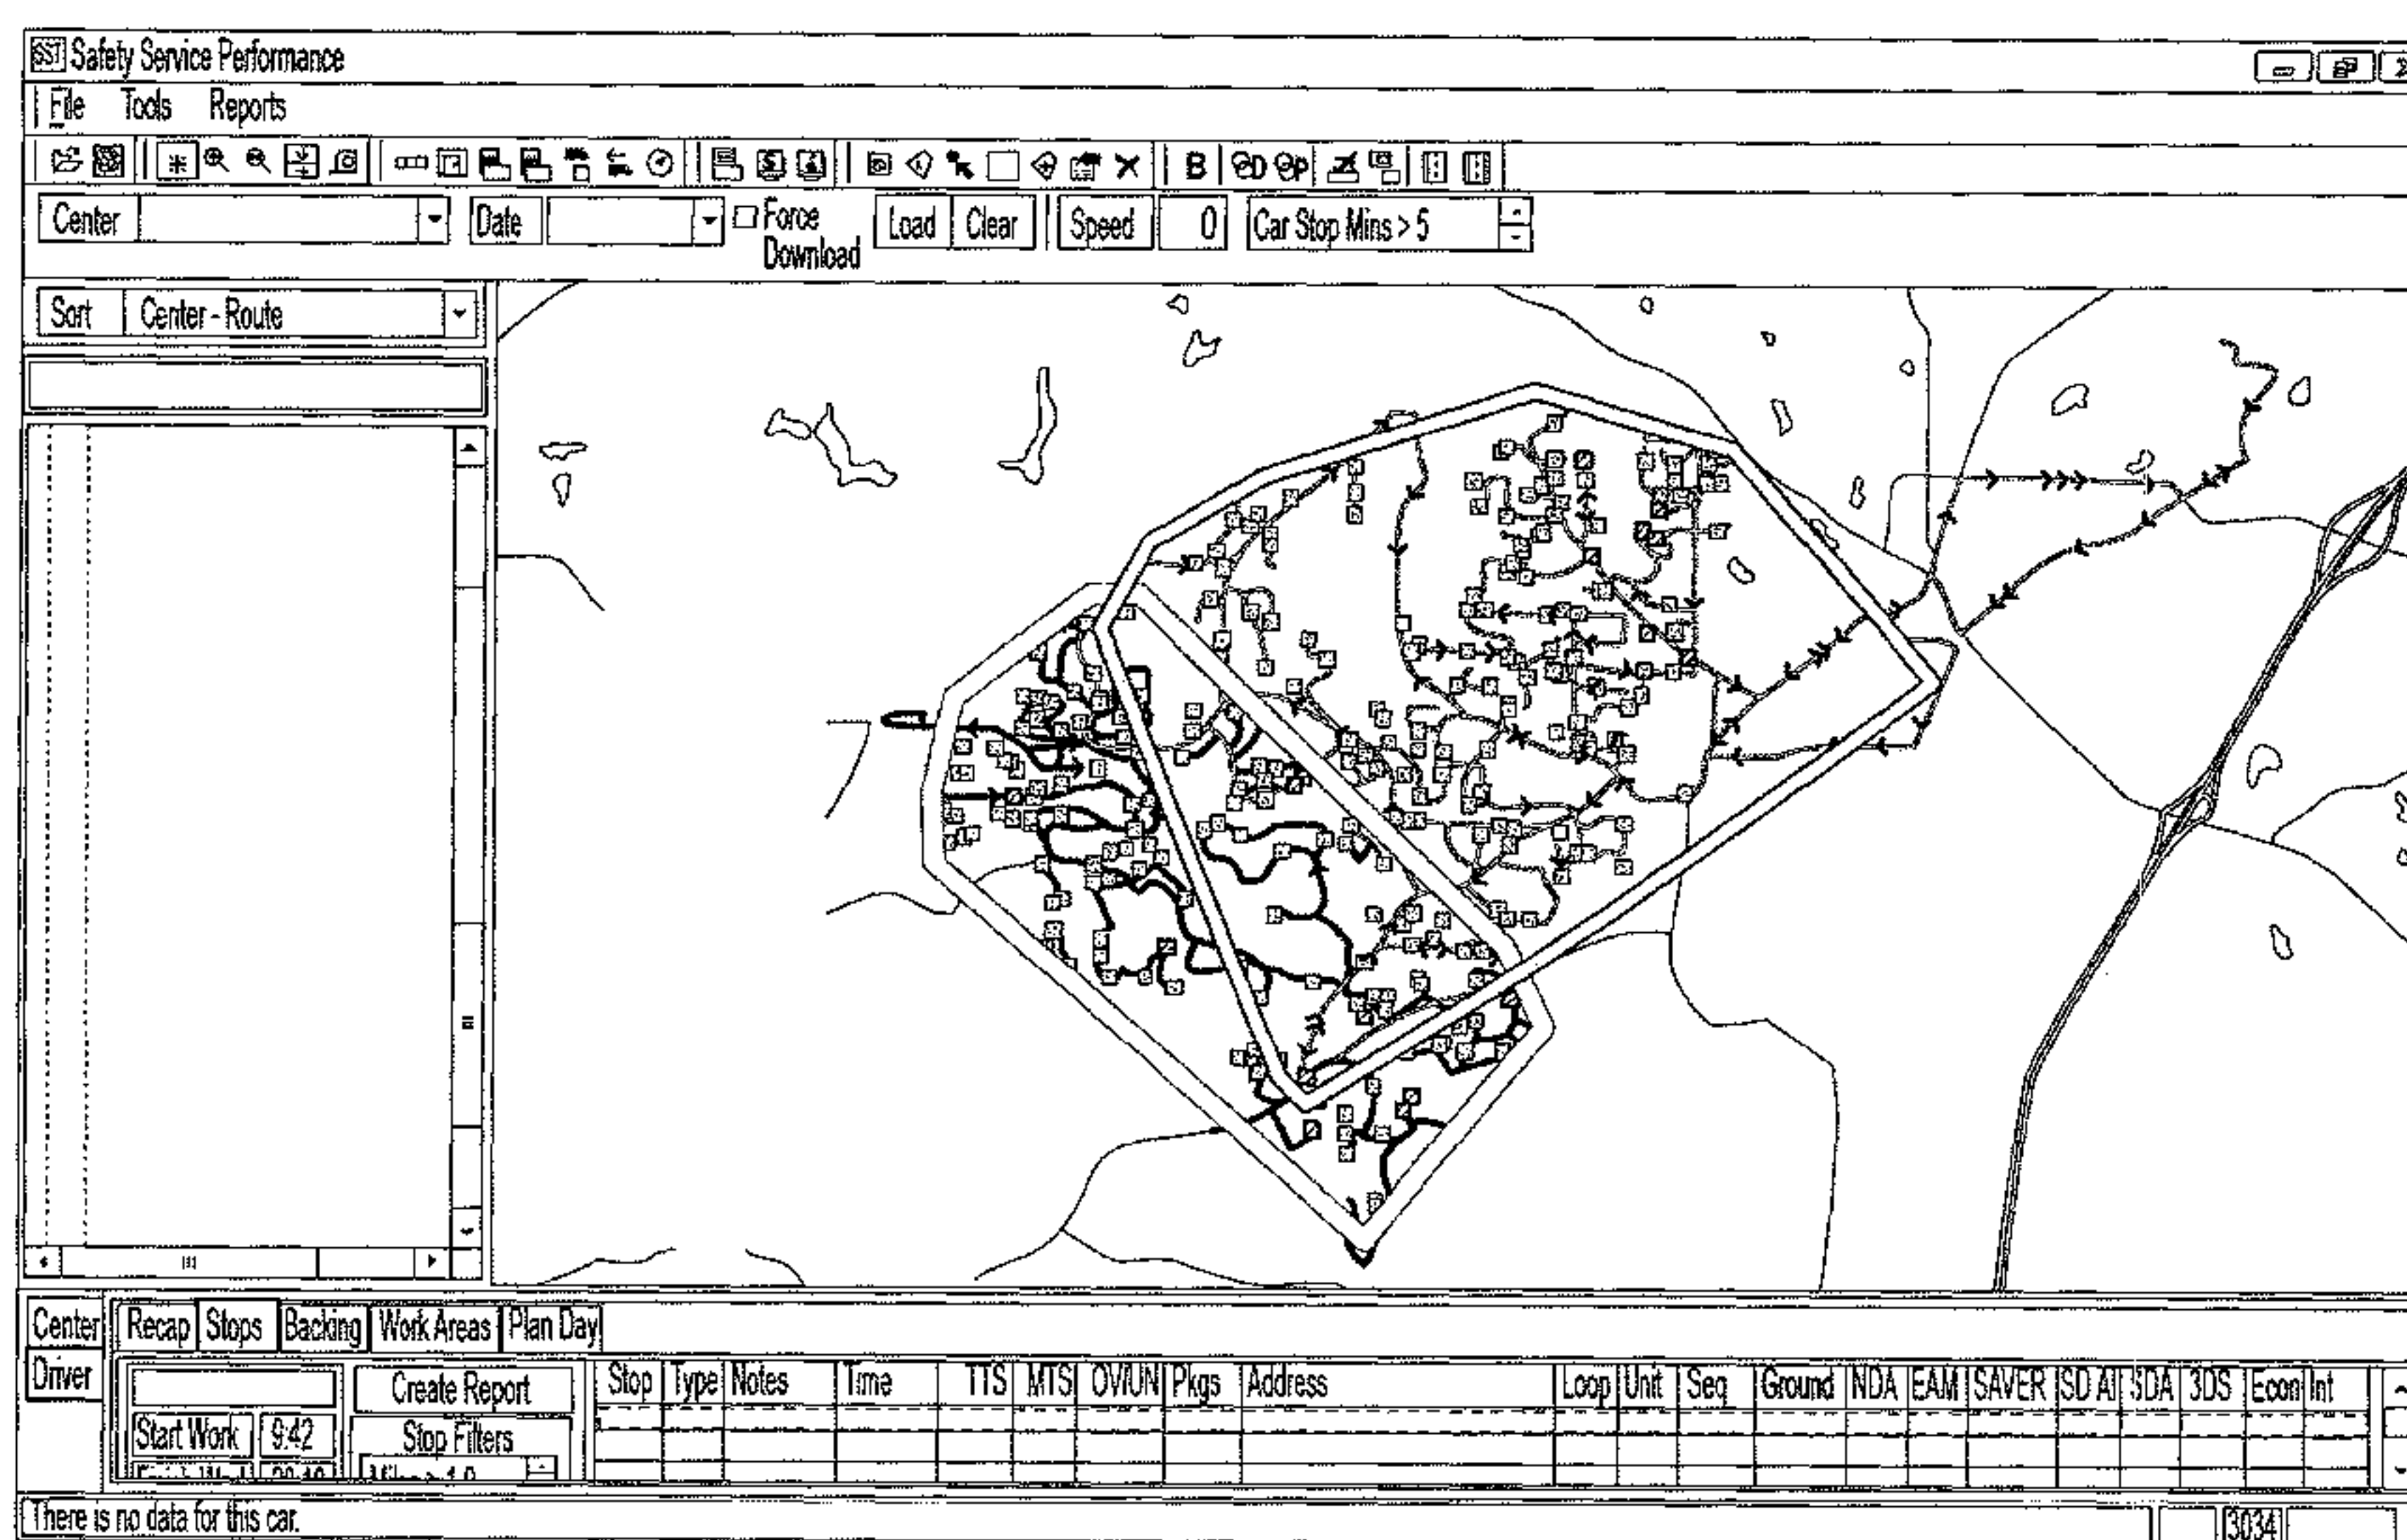 SST Safety Service Performance
File Tools Reports
B D P
Center Date Force Download Load Clear Speed 0 Car Stop Mins > 5
Sort Center - Route
Center Recap Stops Backing Work Areas Plan Day
Driver Create Report Stop Type Notes Time TTS MTS OV/UN Pkgs Address Loop Unit Seq Ground NDA EAM SAVER SD AI SDA 3DS Econ Int
Start Work 9:42 Stop Filters
There is no data for this car. 3034